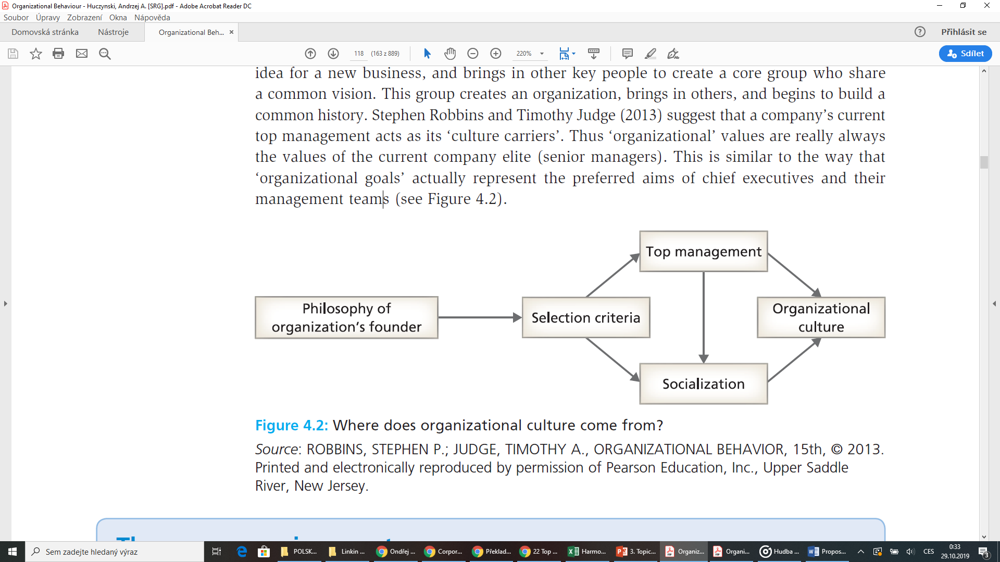 Organizational Behaviour - Huczynski, Andrzej A. [SRG].pdf - Adobe Acrobat Reader DC
Soubor Úpravy Zobrazení Okna Nápověda
Domovská stránka Nástroje Organizational Beh... × Přihlásit se
118 (163 z 889) 220% Sdílet
idea for a new business, and brings in other key people to create a core group who share
a common vision. This group creates an organization, brings in others, and begins to build a
common history. Stephen Robbins and Timothy Judge (2013) suggest that a company’s current
top management acts as its ‘culture carriers’. Thus ‘organizational’ values are really always
the values of the current company elite (senior managers). This is similar to the way that
‘organizational goals’ actually represent the preferred aims of chief executives and their
management teams (see Figure 4.2).
Top management
Philosophy of
organization’s founder
Selection criteria
Organizational
culture
Socialization
Figure 4.2: Where does organizational culture come from?
Source: ROBBINS, STEPHEN P.; JUDGE, TIMOTHY A., ORGANIZATIONAL BEHAVIOR, 15th, © 2013.
Printed and electronically reproduced by permission of Pearson Education, Inc., Upper Saddle
River, New Jersey.
Sem zadejte hledaný výraz POLSK... Linkin ... Ondřej ... Corpor... Překlad... 22 Top ... Harmo... 3. Topic... Organiz... Organi... Hudba ... Propos... CES 0:33
29.10.2019 3